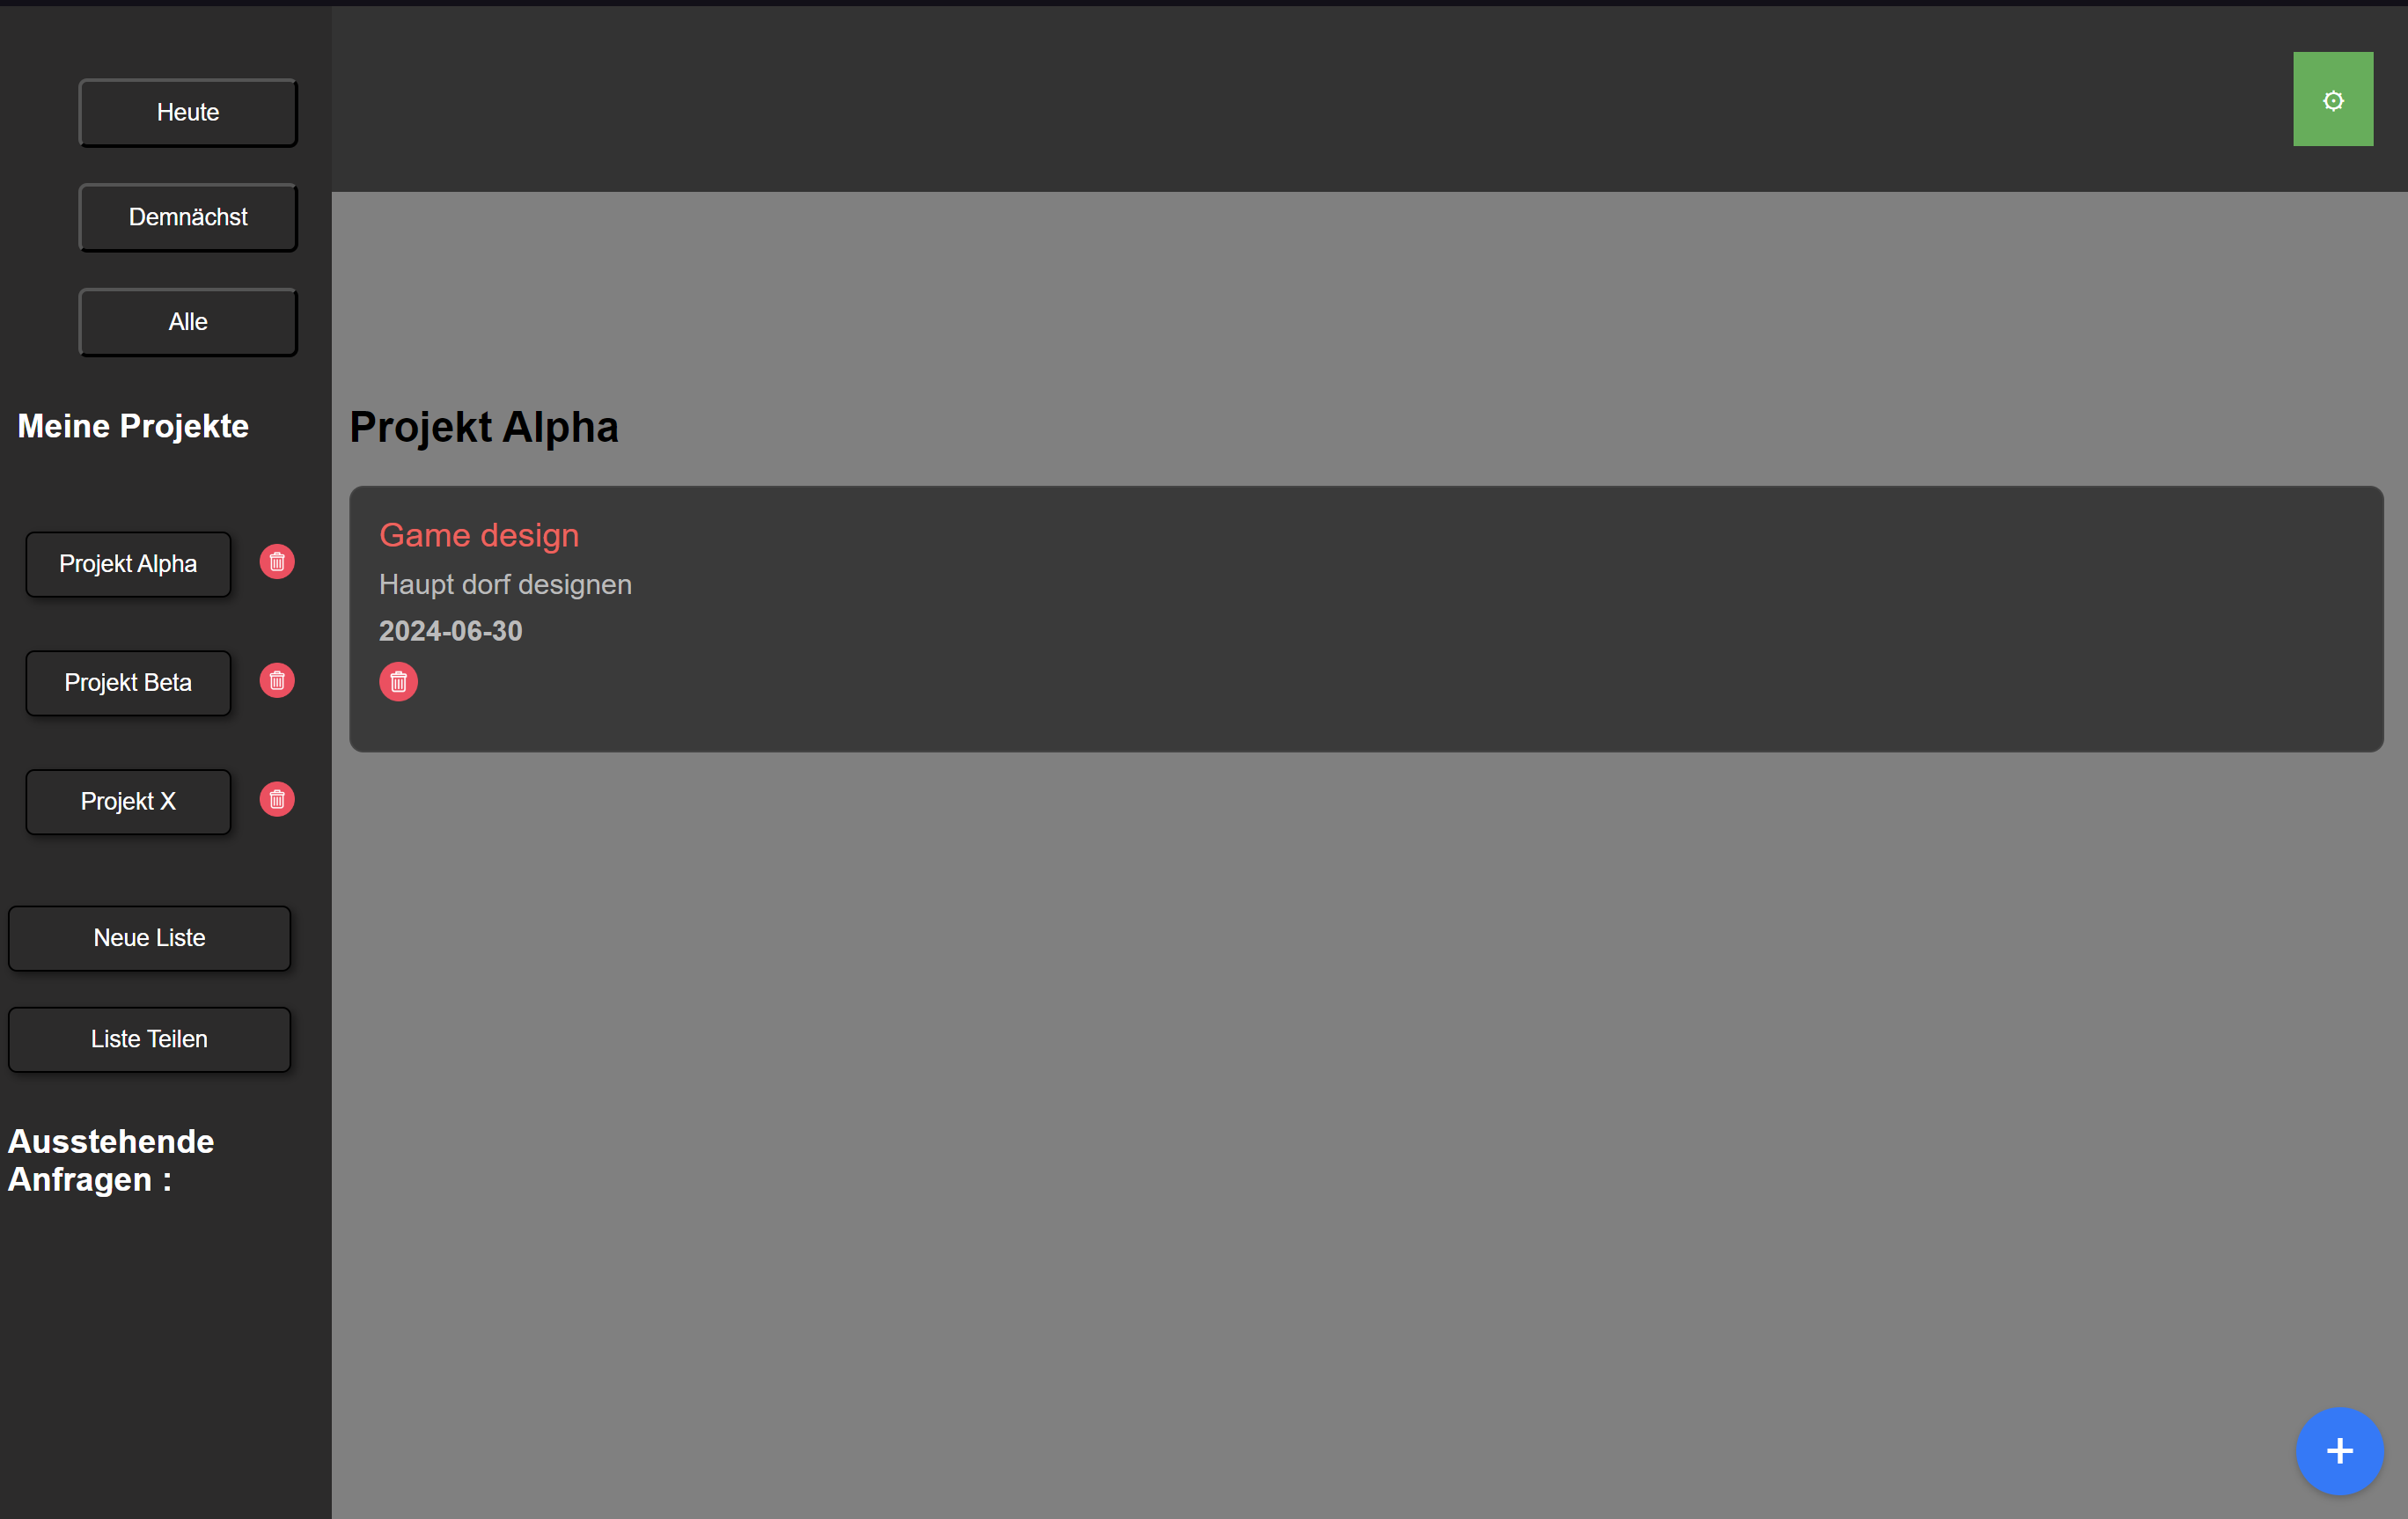 Heute
Demnächst
Alle
Meine Projekte
Projekt Alpha
Projekt Beta
Projekt X
Neue Liste
Liste Teilen
Ausstehende
Anfragen :
Projekt Alpha
Game design
Haupt dorf designen
2024-06-30
+